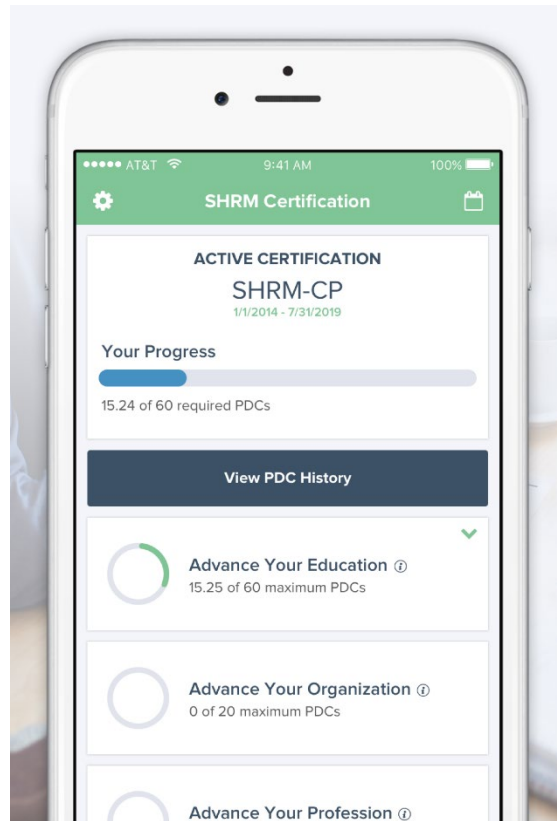 AT&T 9:41 AM 100%
SHRM Certification
ACTIVE CERTIFICATION
SHRM-CP
1/1/2014 - 7/31/2019
Your Progress
15.24 of 60 required PDCs
View PDC History
Advance Your Education
15.25 of 60 maximum PDCs
Advance Your Organization
0 of 20 maximum PDCs
Advance Your Profession